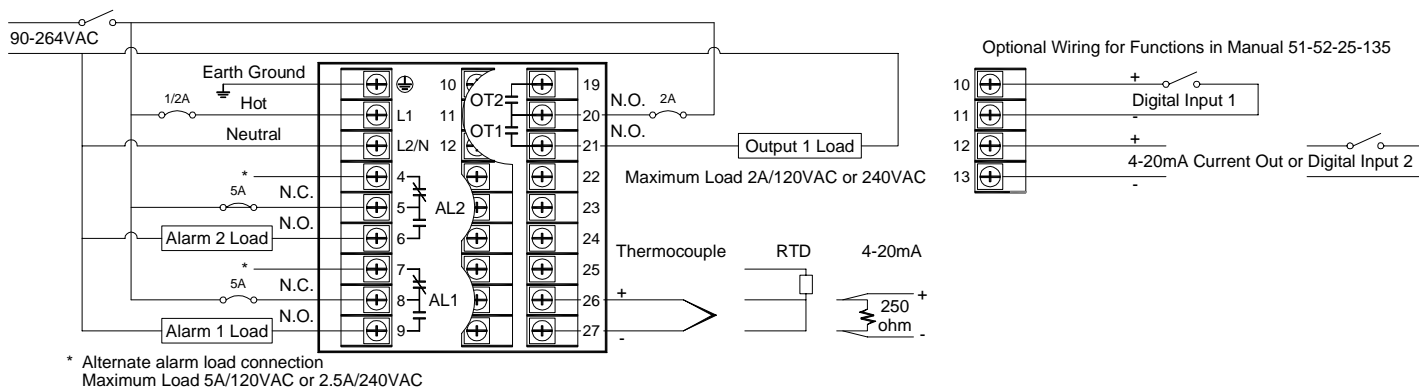 90-264VAC
Optional Wiring for Functions in Manual 51-52-25-135
Earth Ground
1/2A
Hot
Neutral
L1
L2/N
*
4
5A
N.C.
5
AL2
N.O.
6
Alarm 2 Load
*
7
5A
N.C.
8
AL1
N.O.
9
Alarm 1 Load
10
11
12
OT2
OT1
19
20
21
22
23
24
25
26
27
N.O.
2A
N.O.
Output 1 Load
Maximum Load 2A/120VAC or 240VAC
Thermocouple
RTD
4-20mA
+
-
+
250
ohm
-
10
+
Digital Input 1
11
-
12
+
4-20mA Current Out or Digital Input 2
13
-
* Alternate alarm load connection
Maximum Load 5A/120VAC or 2.5A/240VAC